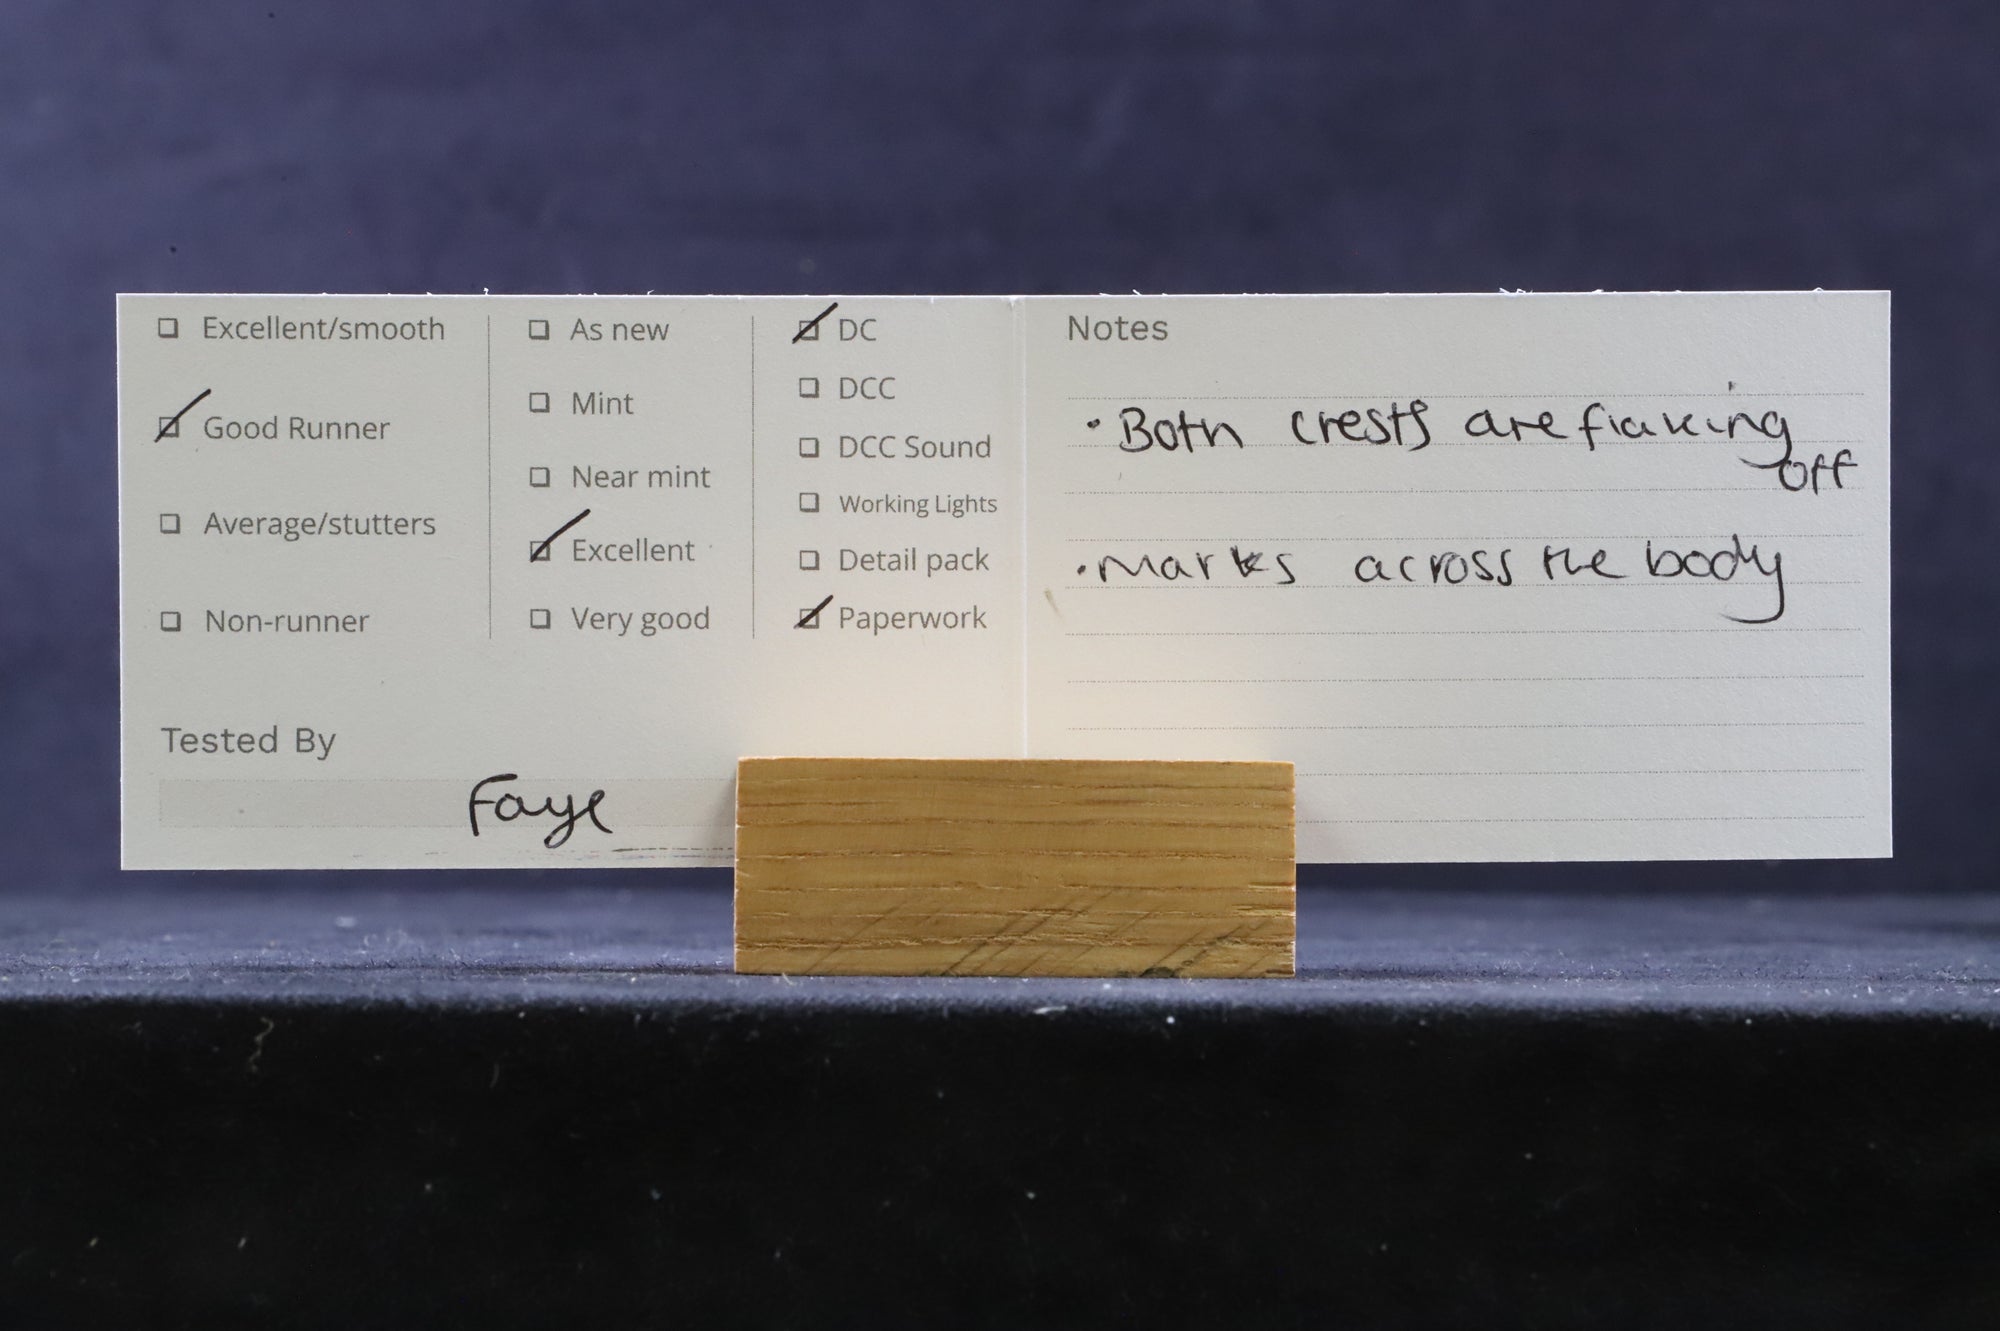 Excellent/smooth
Good Runner
Average/stutters
Non-runner
As new
Mint
Near mint
Excellent
Very good
DC
DCC
DCC Sound
Working Lights
Detail pack
Paperwork
Tested By
Faye
Notes
• Both crests are flaking
off
• Marks across the body